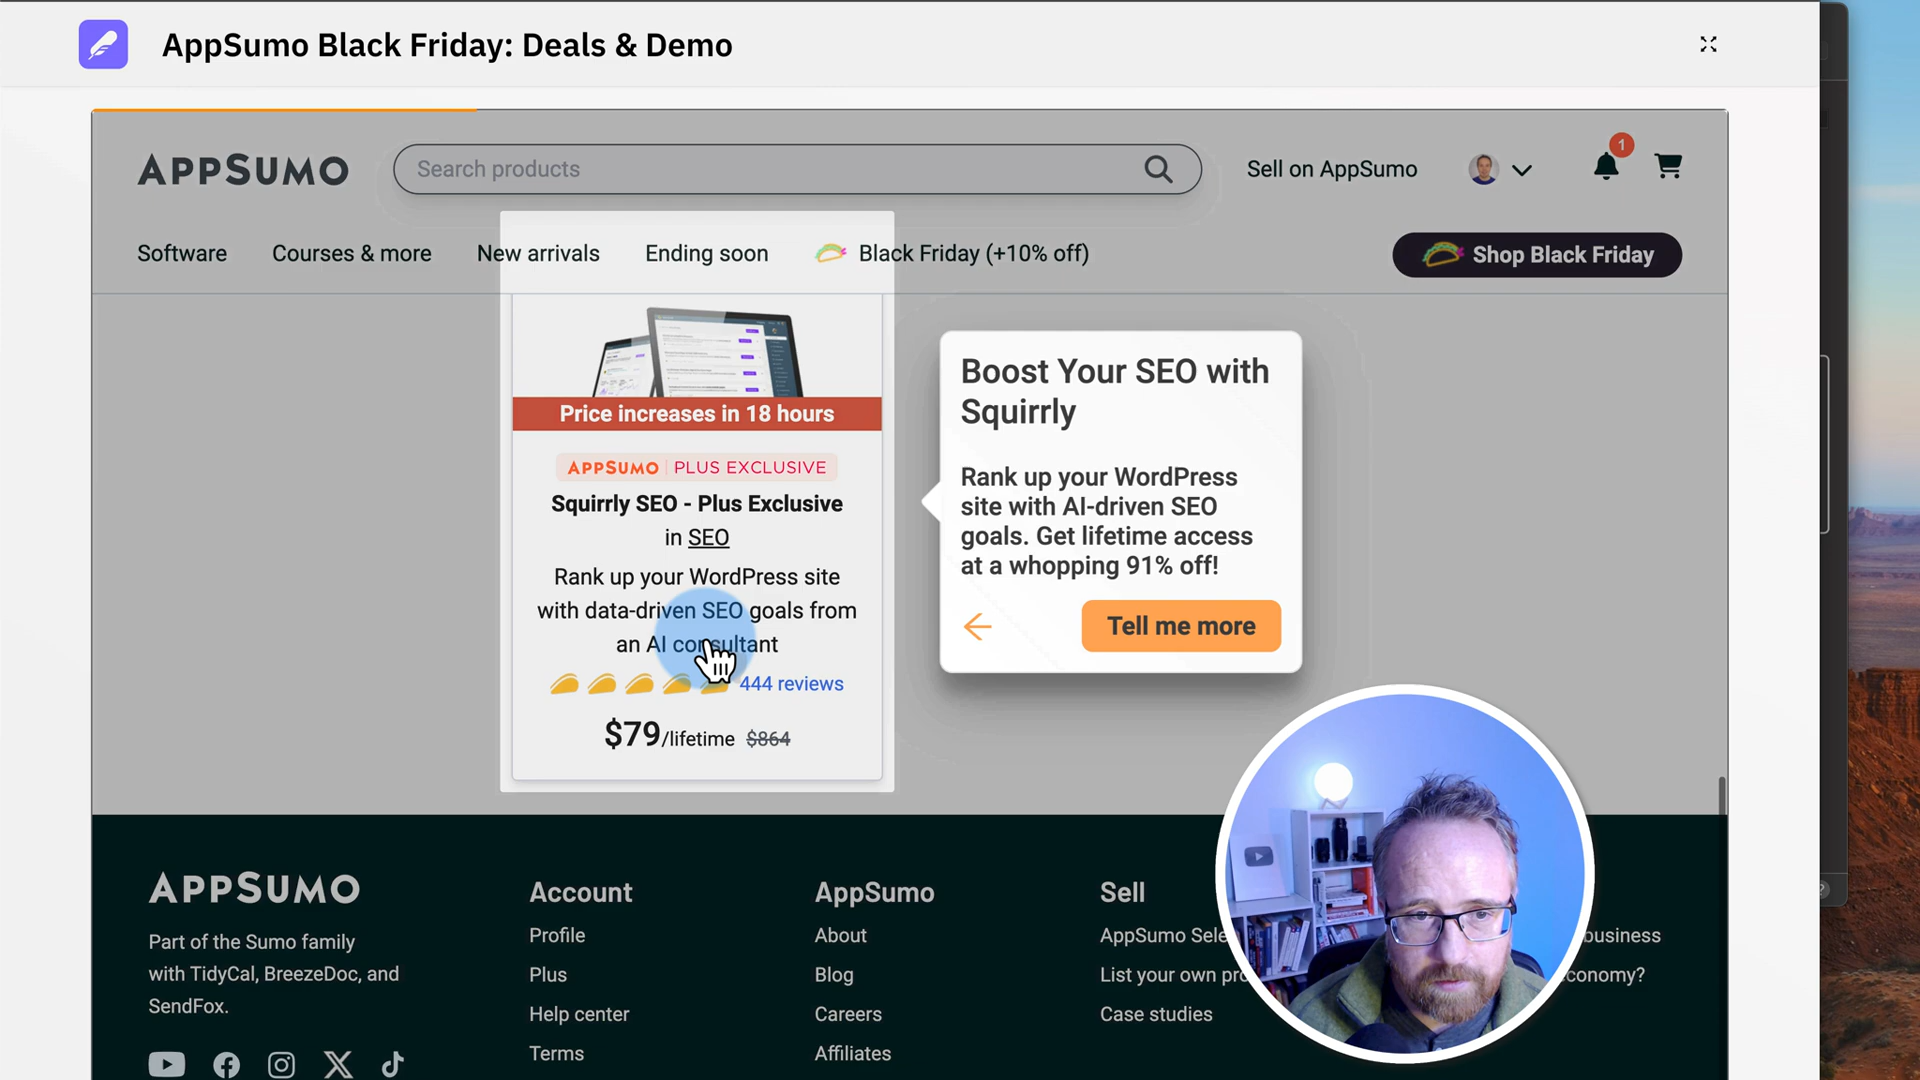 AppSumo Black Friday: Deals & Demo
APPSUMO
Search products
Sell on AppSumo
1
Software
Courses & more
New arrivals
Ending soon
Black Friday (+10% off)
Shop Black Friday
Price increases in 18 hours
APPSUMO | PLUS EXCLUSIVE
Squirrly SEO - Plus Exclusive
in SEO
Rank up your WordPress site
with data-driven SEO goals from
an AI consultant
444 reviews
$79/lifetime $864
Boost Your SEO with
Squirrly
Rank up your WordPress
site with AI-driven SEO
goals. Get lifetime access
at a whopping 91% off!
Tell me more
APPSUMO
Part of the Sumo family
with TidyCal, BreezeDoc, and
SendFox.
Account
Profile
Plus
Help center
Terms
AppSumo
About
Blog
Careers
Affiliates
Sell
AppSumo
List your own
Case studies
business
?